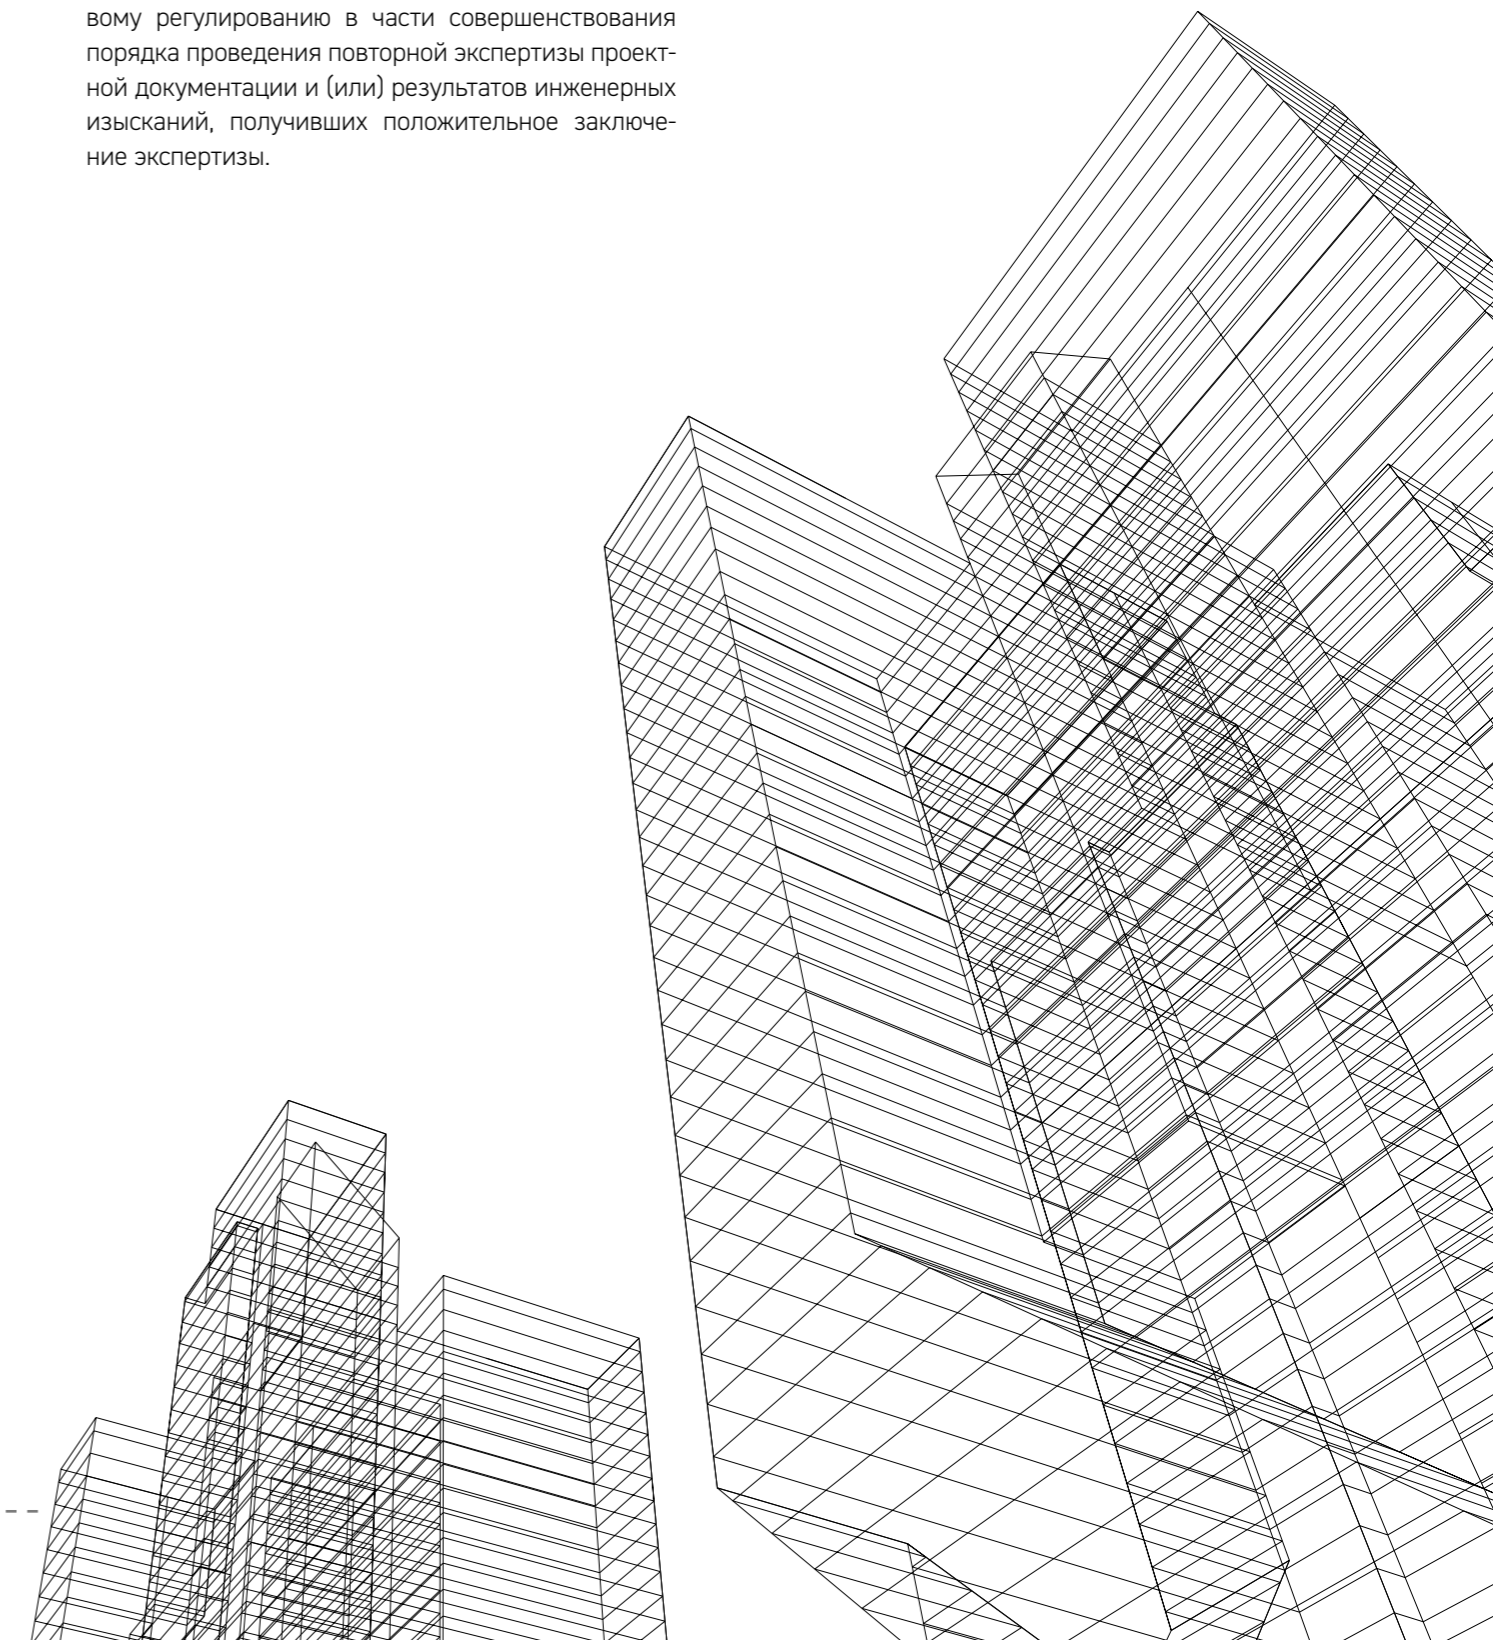 вому регулированию в части совершенствования
порядка проведения повторной экспертизы проект-
ной документации и (или) результатов инженерных
изысканий, получивших положительное заключе-
ние экспертизы.